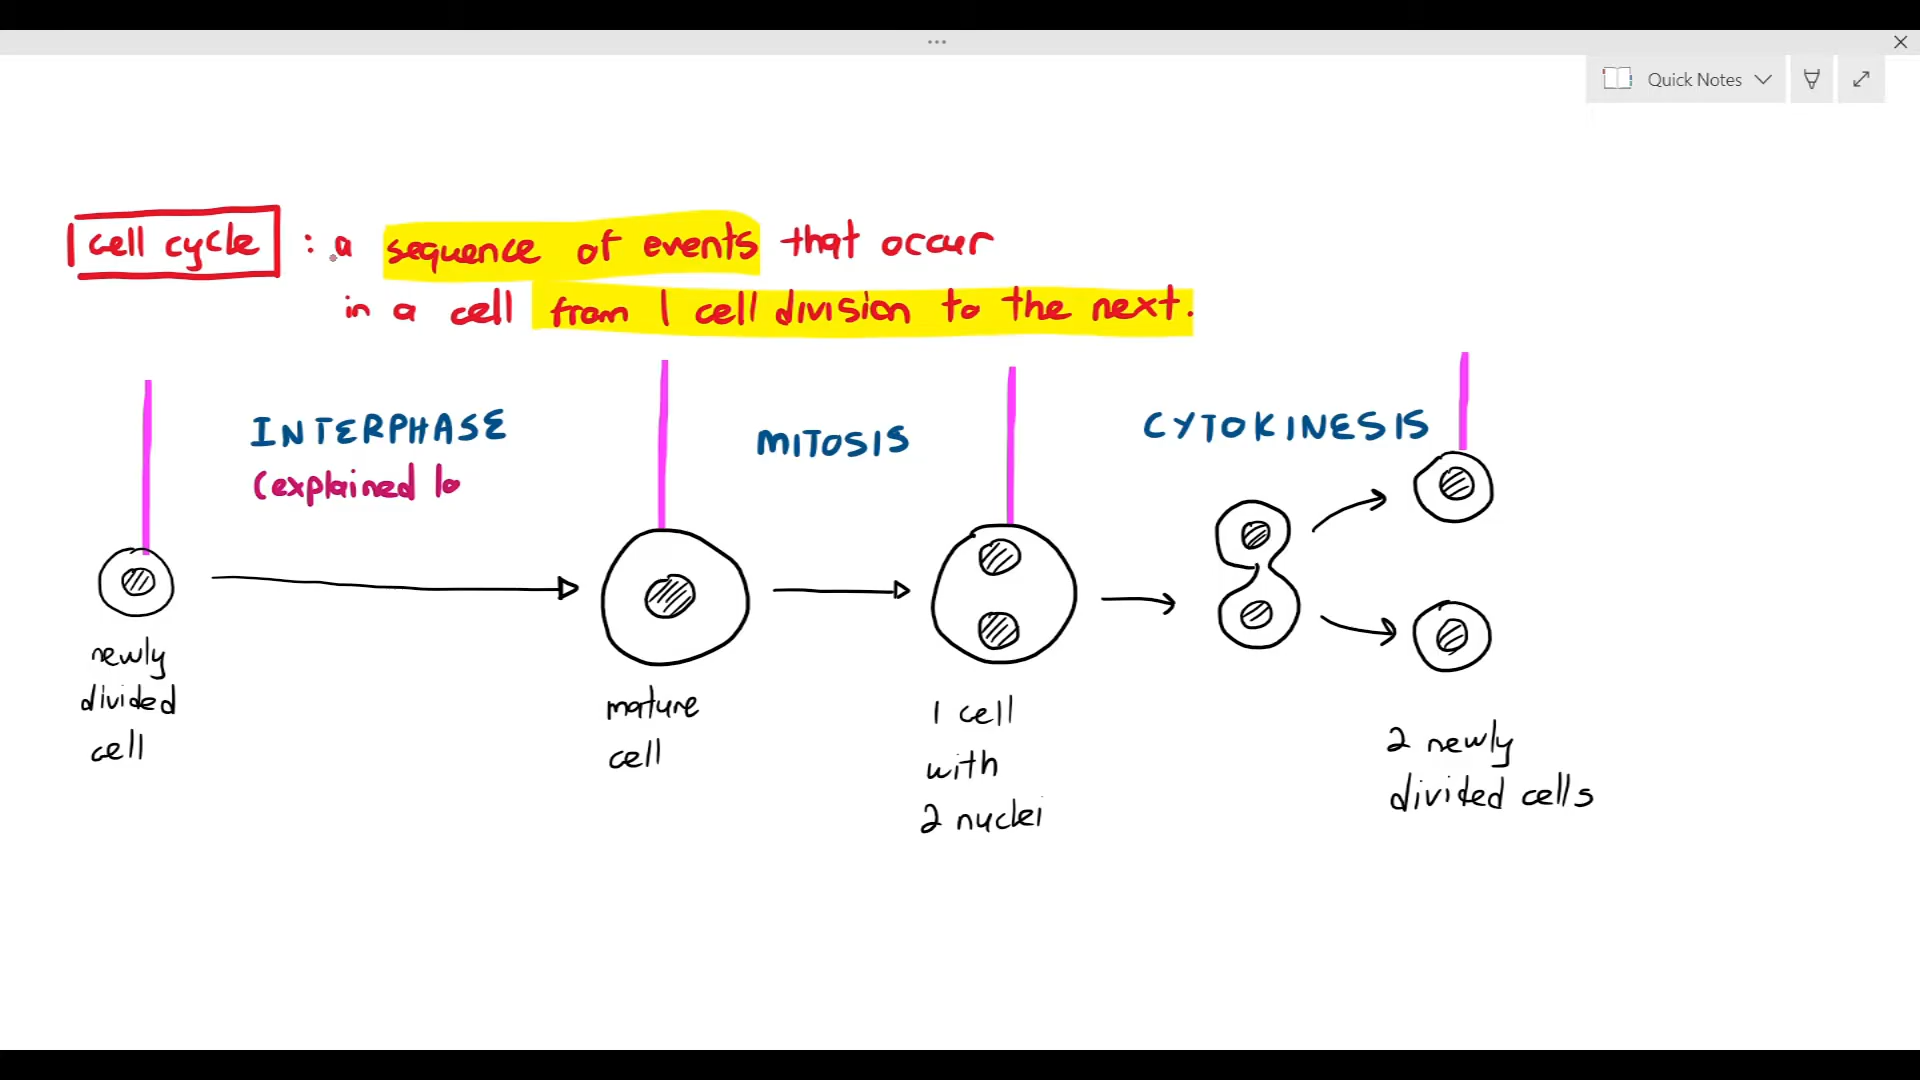 Quick Notes
cell cycle : a sequence of events that occur
in a cell from 1 cell division to the next.
INTERPHASE
(explained la
MITOSIS
CYTOKINESIS
newly
divided
cell
mature
cell
1 cell
with
2 nuclei
2 newly
divided cells